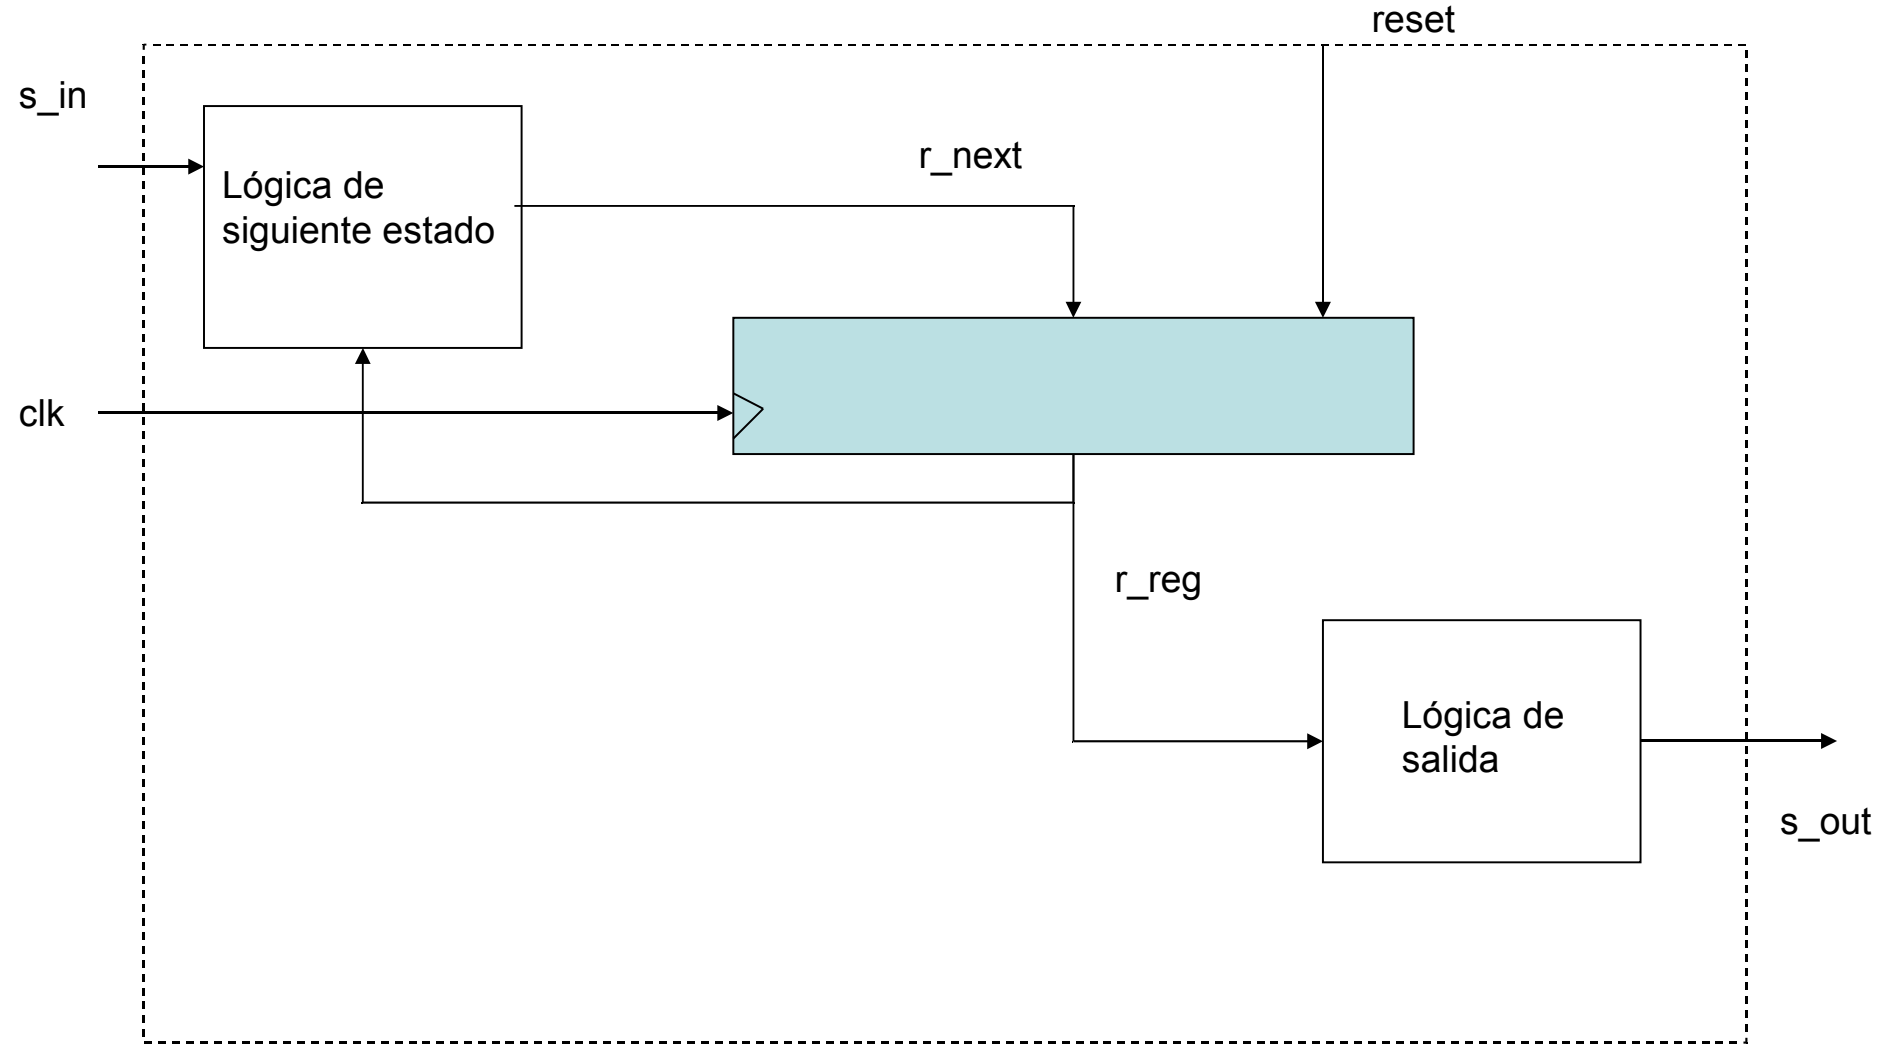 reset
s_in
r_next
Lógica de
siguiente estado
clk
r_reg
Lógica de
salida
s_out